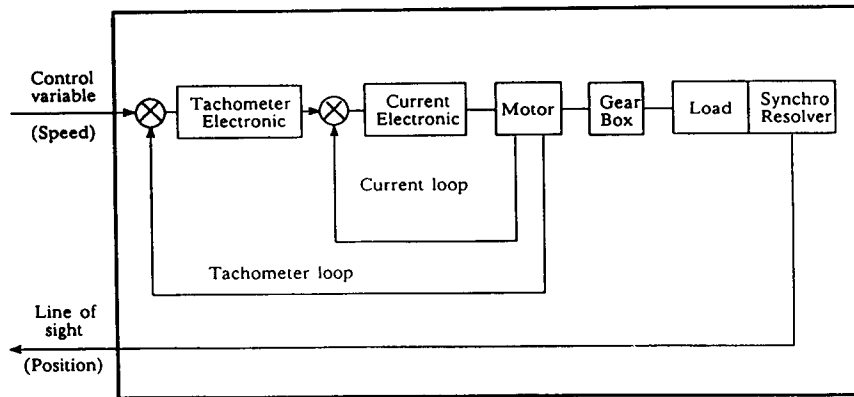 Control
variable
(Speed)
Tachometer
Electronic
Current
Electronic
Motor
Gear
Box
Load
Synchro
Resolver
Current loop
Tachometer loop
Line of
sight
(Position)